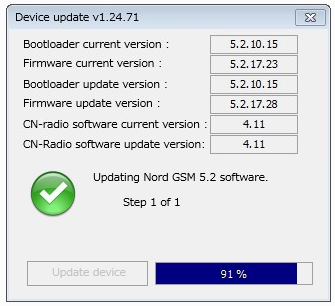 Device update v1.24.71
Bootloader current version : 5.2.10.15
Firmware current version : 5.2.17.23
Bootloader update version : 5.2.10.15
Firmware update version : 5.2.17.28
CN-radio software current version : 4.11
CN-Radio software update version: 4.11
Updating Nord GSM 5.2 software.
Step 1 of 1
Update device 91 %